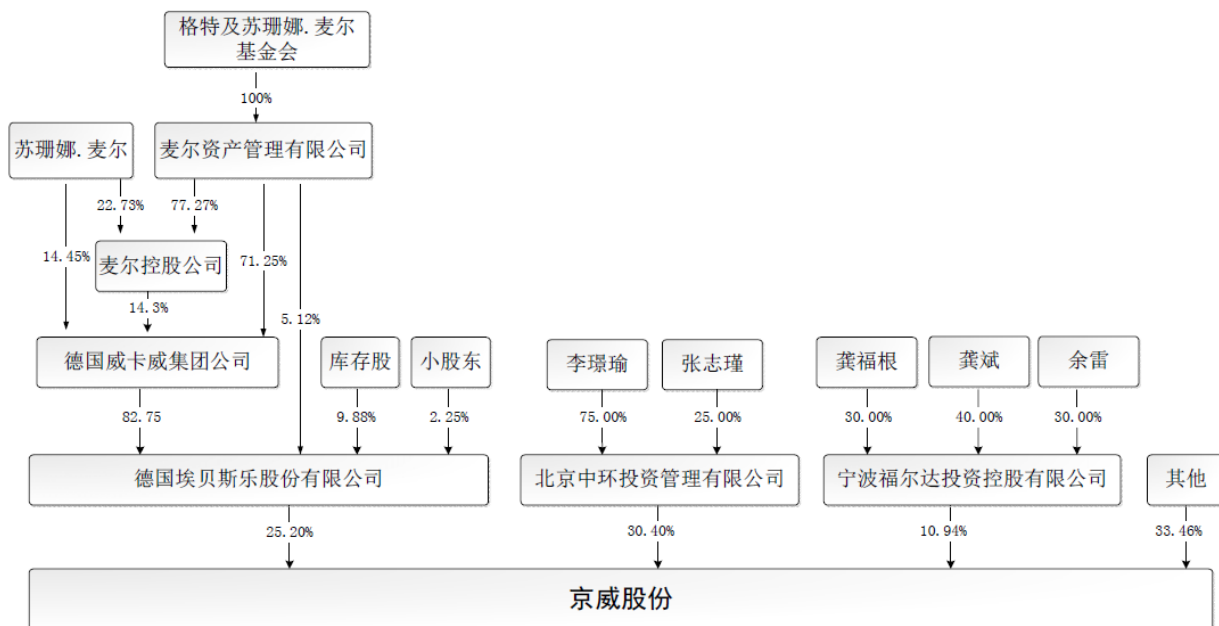 格特及苏珊娜.麦尔
基金会
100%
苏珊娜.麦尔
麦尔资产管理有限公司
22.73%
77.27%
14.45%
麦尔控股公司
71.25%
14.3%
5.12%
德国威卡威集团公司
库存股
小股东
李璟瑜
张志瑾
龚福根
龚斌
余雷
82.75
9.88%
2.25%
75.00%
25.00%
30.00%
40.00%
30.00%
德国埃贝斯乐股份有限公司
北京中环投资管理有限公司
宁波福尔达投资控股有限公司
其他
25.20%
30.40%
10.94%
33.46%
京威股份